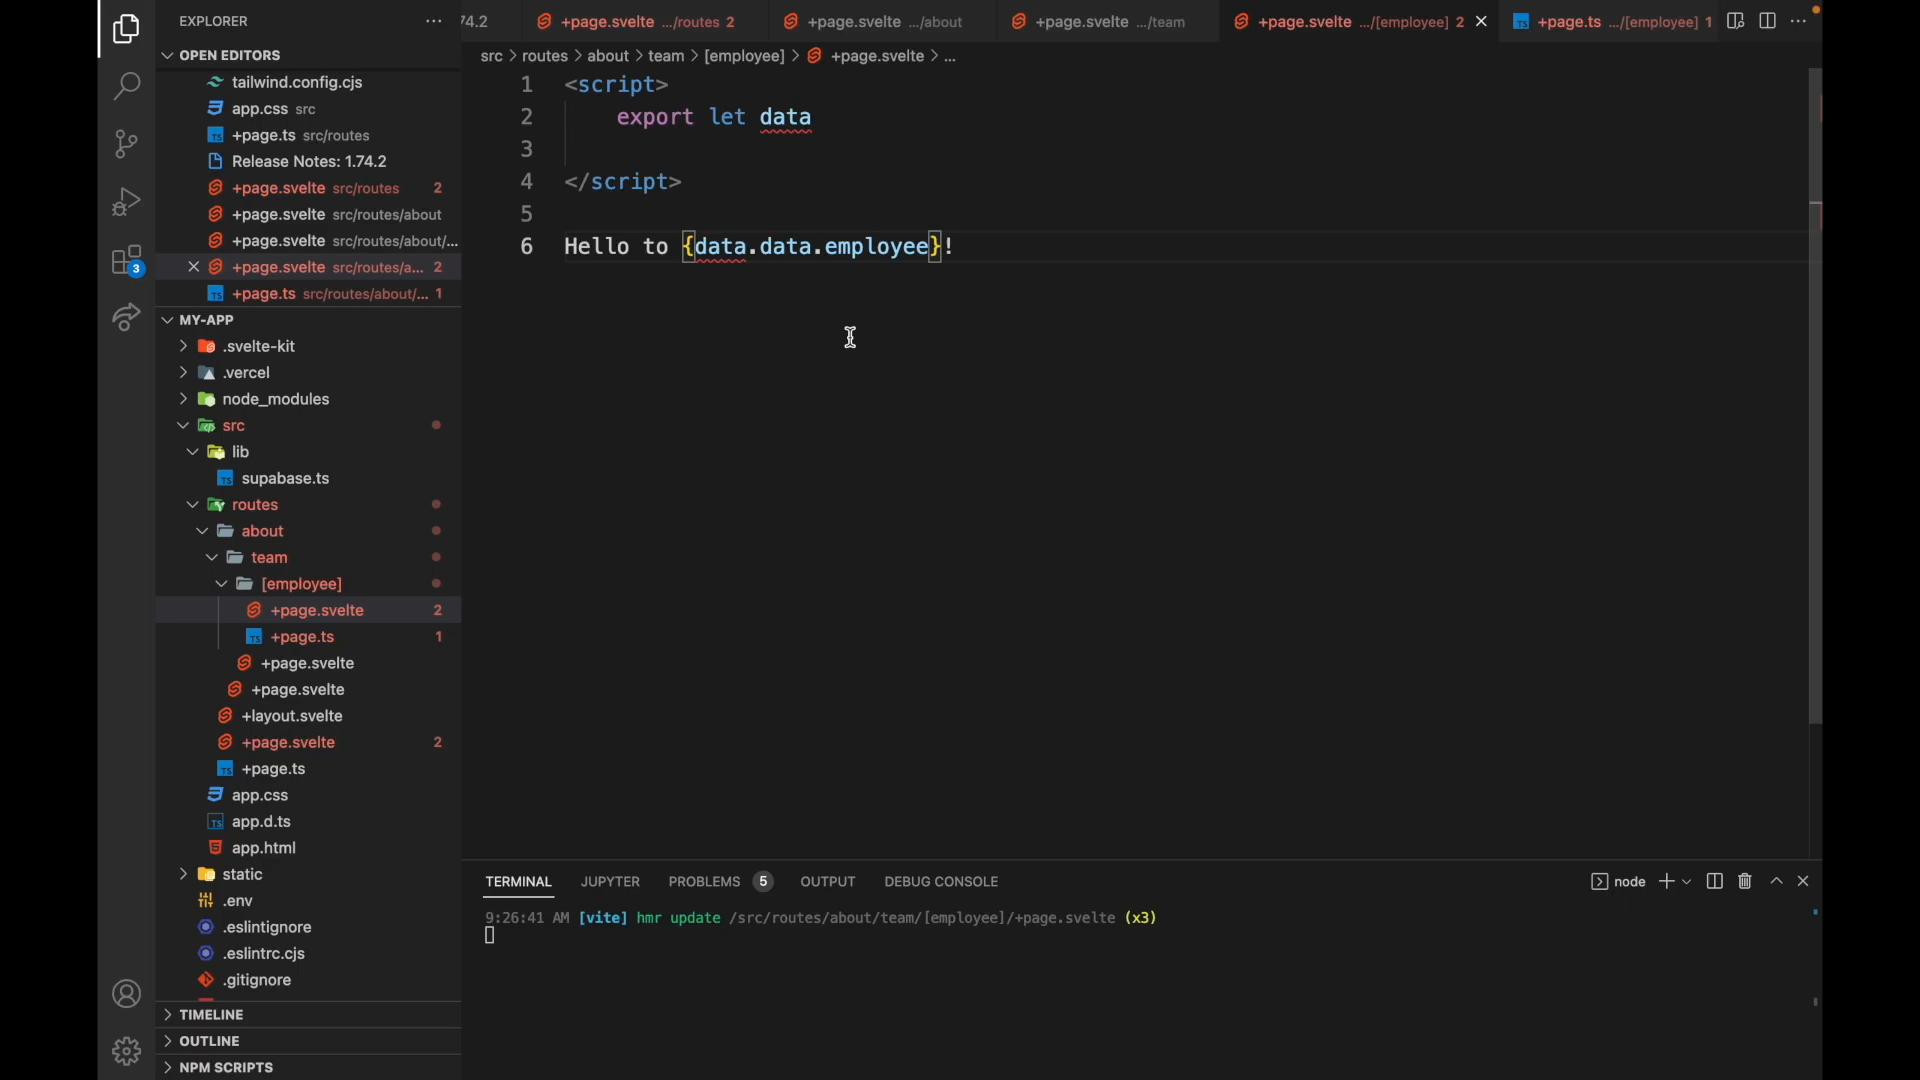 EXPLORER
OPEN EDITORS
tailwind.config.cjs
app.css src
+page.ts src/routes
Release Notes: 1.74.2
+page.svelte src/routes 2
+page.svelte src/routes/about
+page.svelte src/routes/about/...
+page.svelte src/routes/a... 2
+page.ts src/routes/about/... 1
MY-APP
.svelte-kit
.vercel
node_modules
src
lib
supabase.ts
routes
about
team
[employee]
+page.svelte 2
+page.ts 1
+page.svelte
+page.svelte
+layout.svelte
+page.svelte 2
+page.ts
app.css
app.d.ts
app.html
static
.env
.eslintignore
.eslintrc.cjs
.gitignore
TIMELINE
OUTLINE
NPM SCRIPTS
3
74.2 +page.svelte .../routes 2 +page.svelte .../about +page.svelte .../team +page.svelte .../[employee] 2 +page.ts .../[employee] 1
src > routes > about > team > [employee] > +page.svelte > ...
1 <script>
2 export let data
3
4 </script>
5
6 Hello to {data.data.employee}!
TERMINAL JUPYTER PROBLEMS 5 OUTPUT DEBUG CONSOLE node
9:26:41 AM [vite] hmr update /src/routes/about/team/[employee]/+page.svelte (x3)